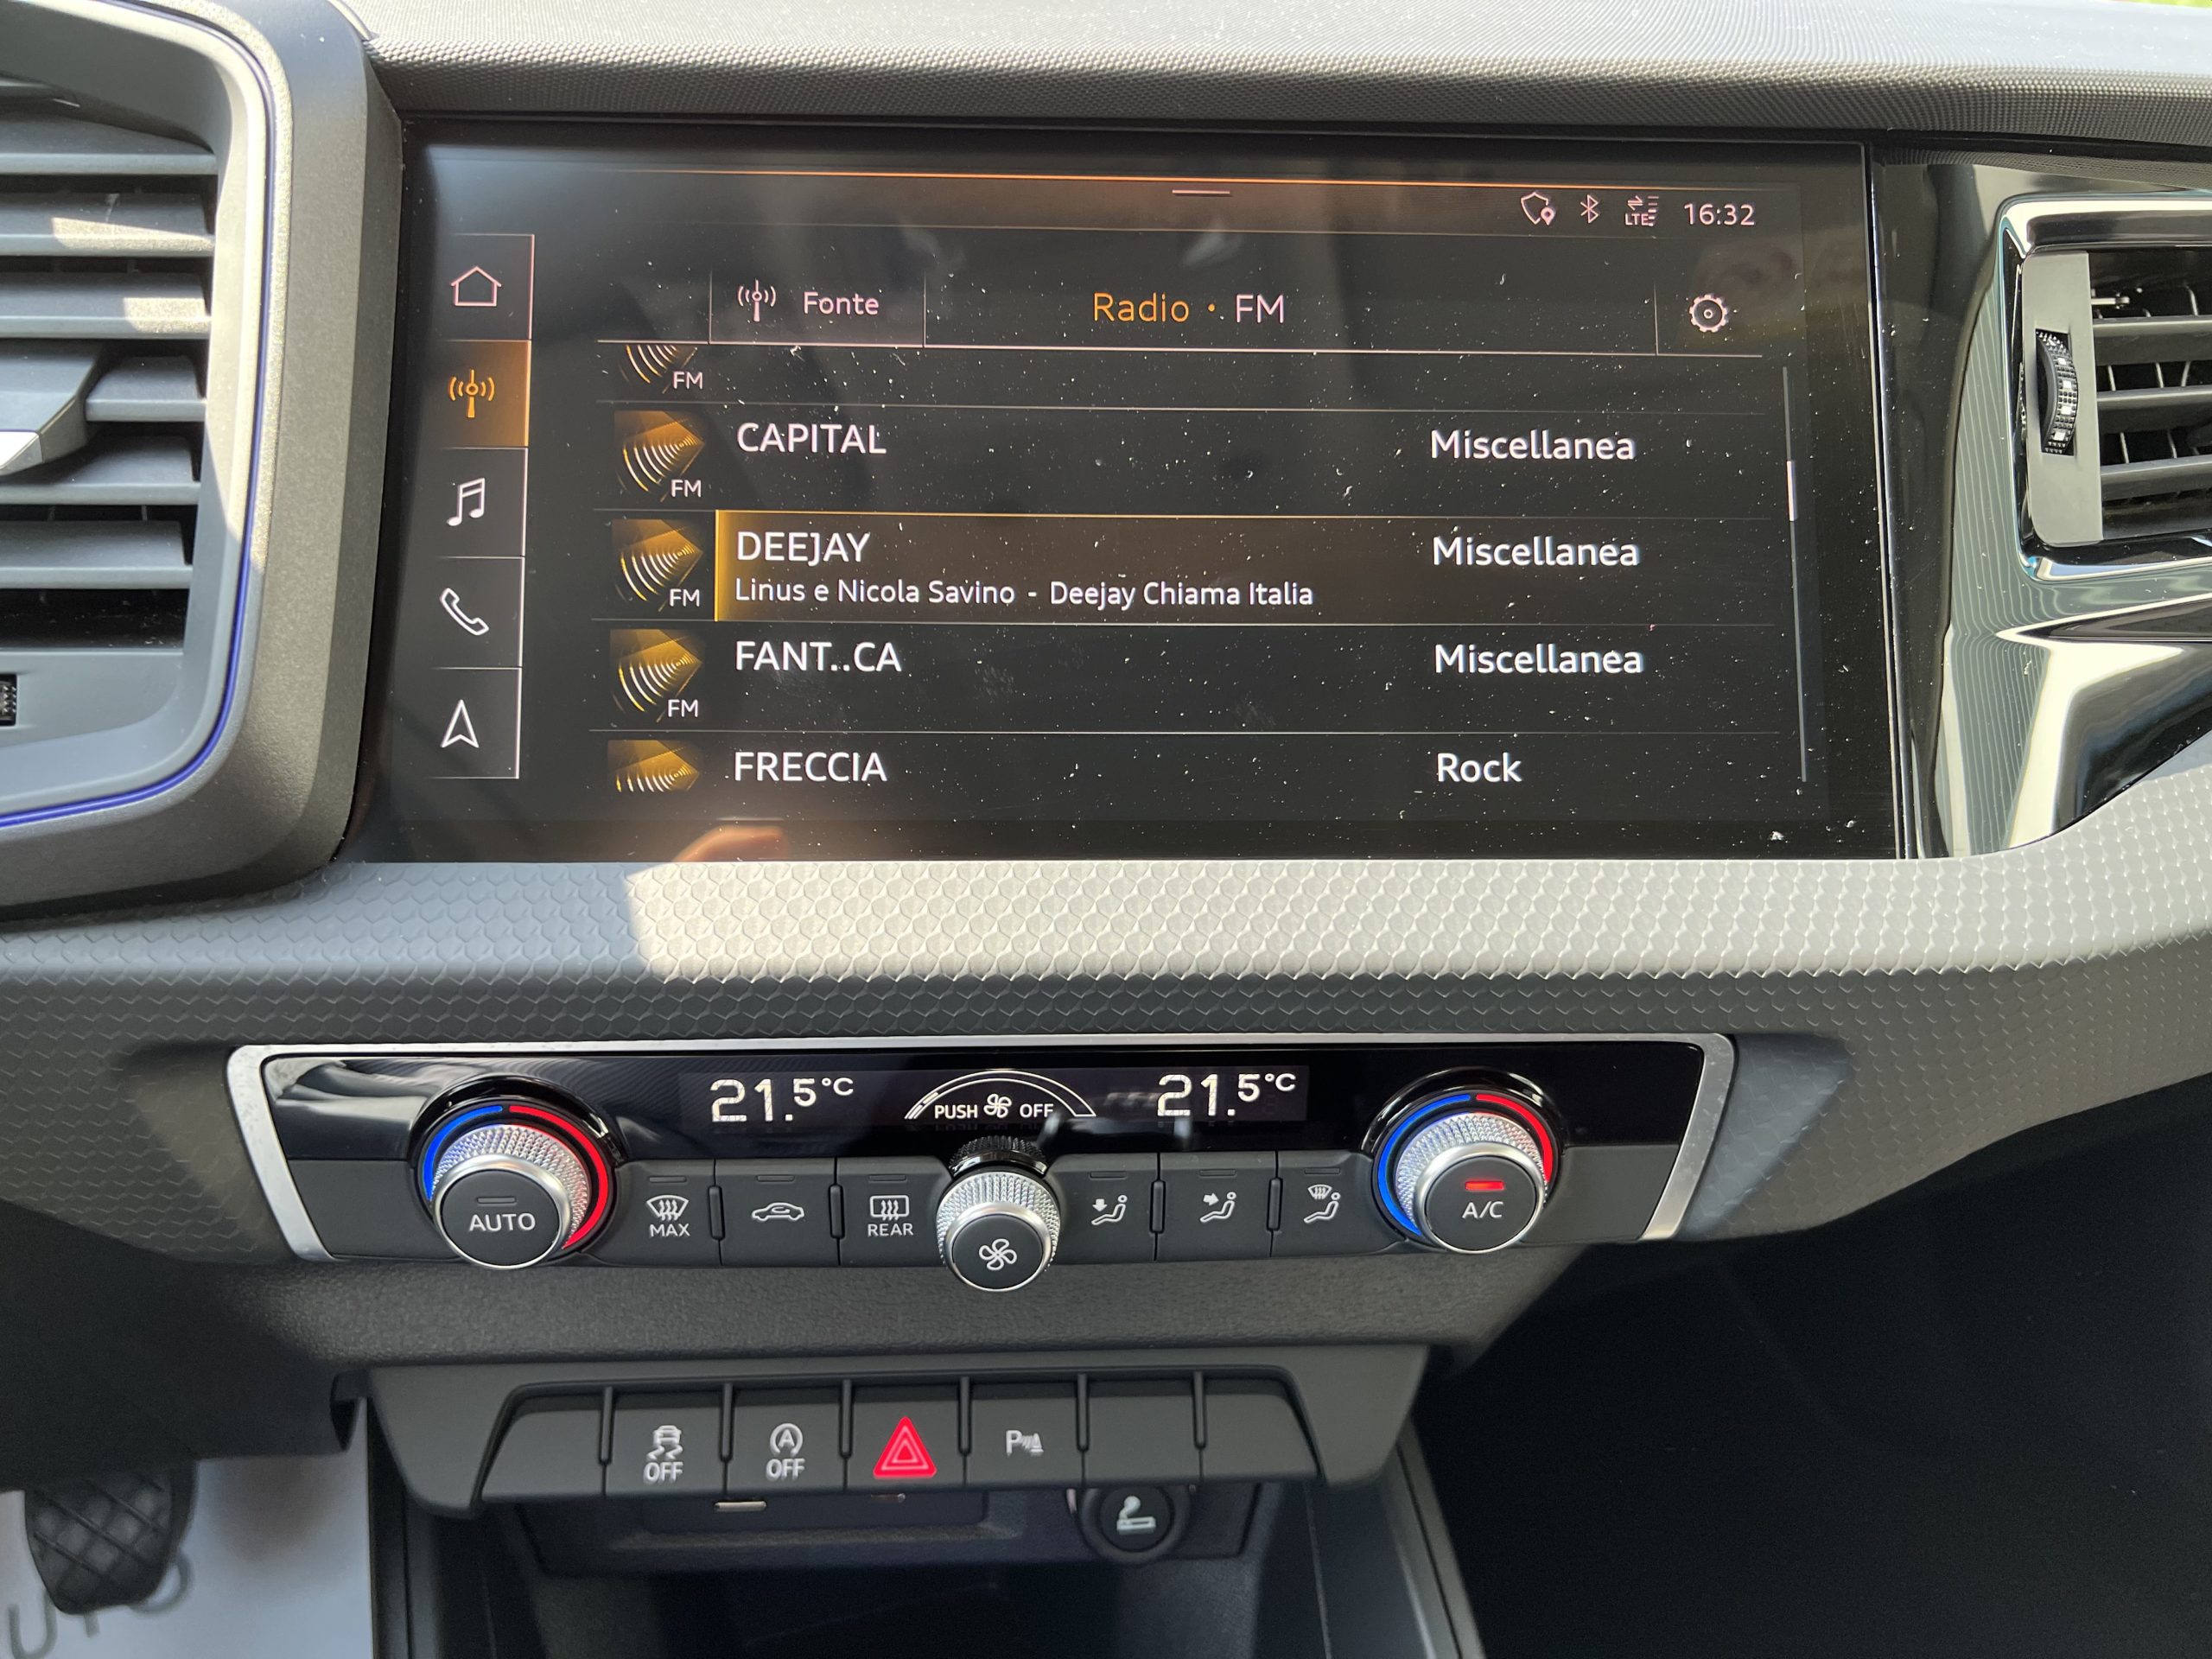 LTE 16:32
Fonte Radio • FM
FM
CAPITAL Miscellanea
FM
DEEJAY Miscellanea
Linus e Nicola Savino - Deejay Chiama Italia
FM
FANT..CA Miscellanea
FM
FRECCIA Rock
21.5°C PUSH OFF 21.5°C
AUTO MAX REAR A/C
OFF A OFF P